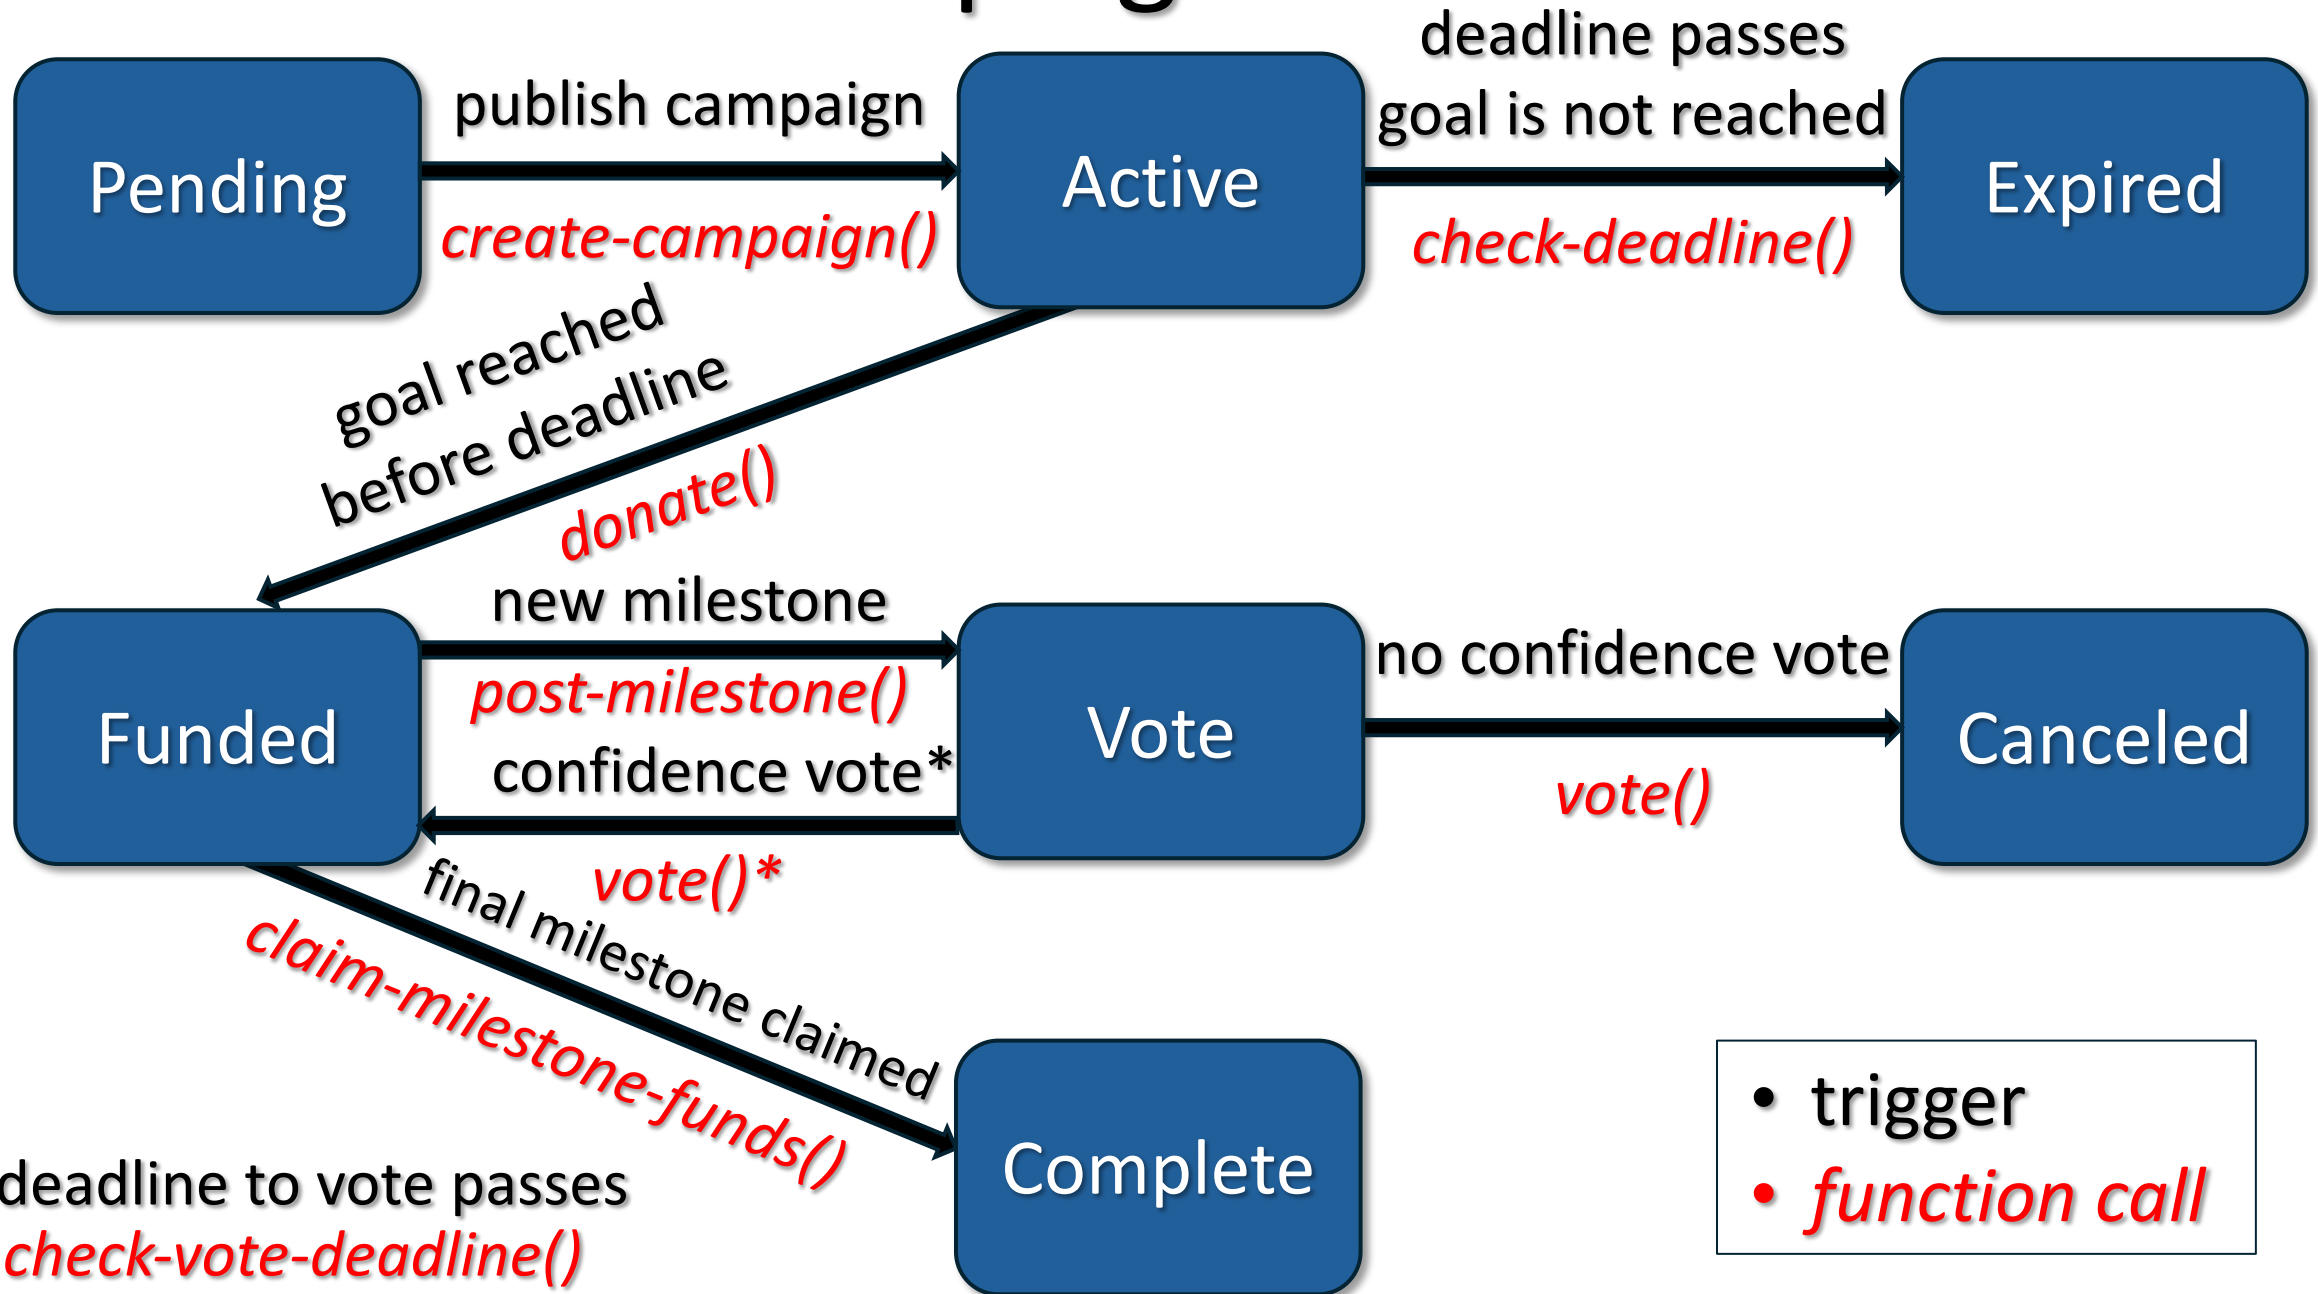 deadline passes
goal is not reached
publish campaign
Pending
Active
Expired
create-campaign()
check-deadline()
goal reached
before deadline
donate()
new milestone
post-milestone()
no confidence vote
Funded
Vote
Canceled
confidence vote*
vote()
vote()*
final milestone claimed
claim-milestone-funds()
Complete
• trigger
• function call
deadline to vote passes
check-vote-deadline()